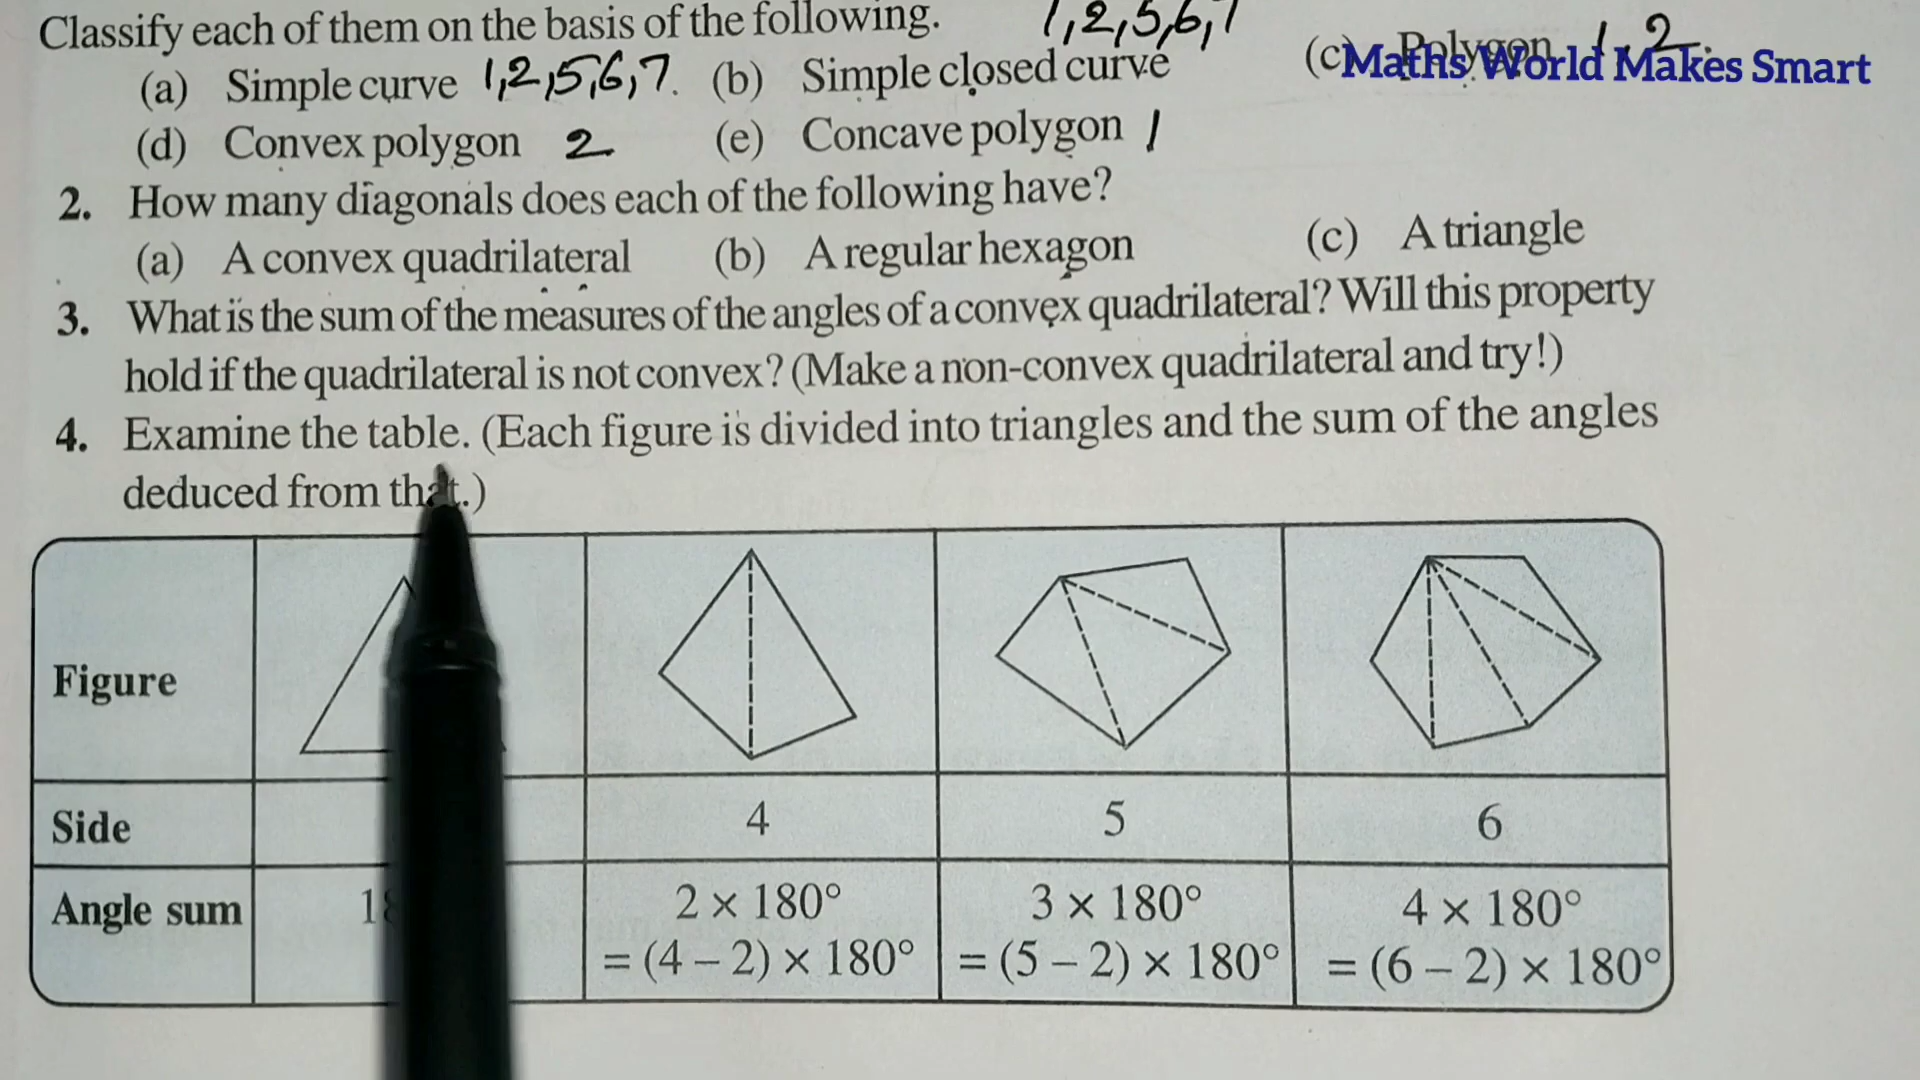 Classify each of them on the basis of the following. 1,2,5,6,7
(a) Simple curve 1,2,5,6,7. (b) Simple closed curve (c) Polygon 1, 2.
Maths World Makes Smart
(d) Convex polygon 2 (e) Concave polygon 1
2. How many diagonals does each of the following have?
(a) A convex quadrilateral (b) A regular hexagon (c) A triangle
3. What is the sum of the measures of the angles of a convex quadrilateral? Will this property
hold if the quadrilateral is not convex? (Make a non-convex quadrilateral and try!)
4. Examine the table. (Each figure is divided into triangles and the sum of the angles
deduced from that.)
Figure
Side 4 5 6
Angle sum 2 × 180° 3 × 180° 4 × 180°
= (4 – 2) × 180° = (5 – 2) × 180° = (6 – 2) × 180°